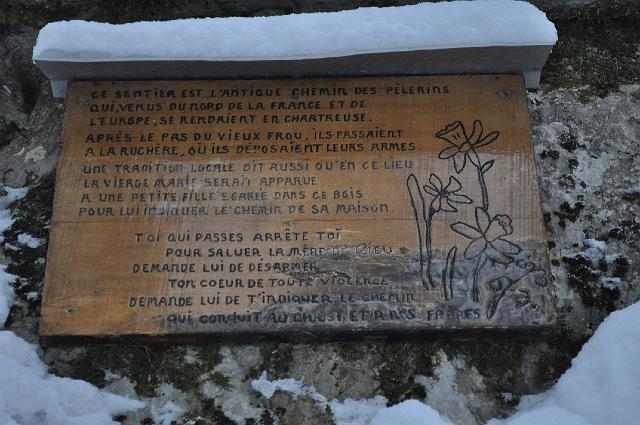 CE SENTIER EST L'ANTIQUE CHEMIN DES PÈLERINS
QUI, VENUS DU NORD DE LA FRANCE ET DE
L'EUROPE, SE RENDAIENT EN CHARTREUSE.
APRÈS LE PAS DU VIEUX FROU, ILS PASSAIENT
A LA RUCHÈRE, OÙ ILS DÉPOSAIENT LEURS ARMES.
UNE TRADITION LOCALE DIT AUSSI QU'EN CE LIEU
LA VIERGE MARIE SERAIT APPARUE
A UNE PETITE FILLE EGARÉE DANS CE BOIS
POUR LUI INDIQUER LE CHEMIN DE SA MAISON.
TOI QUI PASSES ARRÊTE TOÏ
POUR SALUER LA MÈRE DE DIEU
DEMANDE LUI DE DÉSARMER
TON COEUR DE TOUTE VIOLENCE
DEMANDE LUI DE T'INDIQUER LE CHEMIN
QUI CONDUIT AU CHRIST ET A NOS FRÈRES